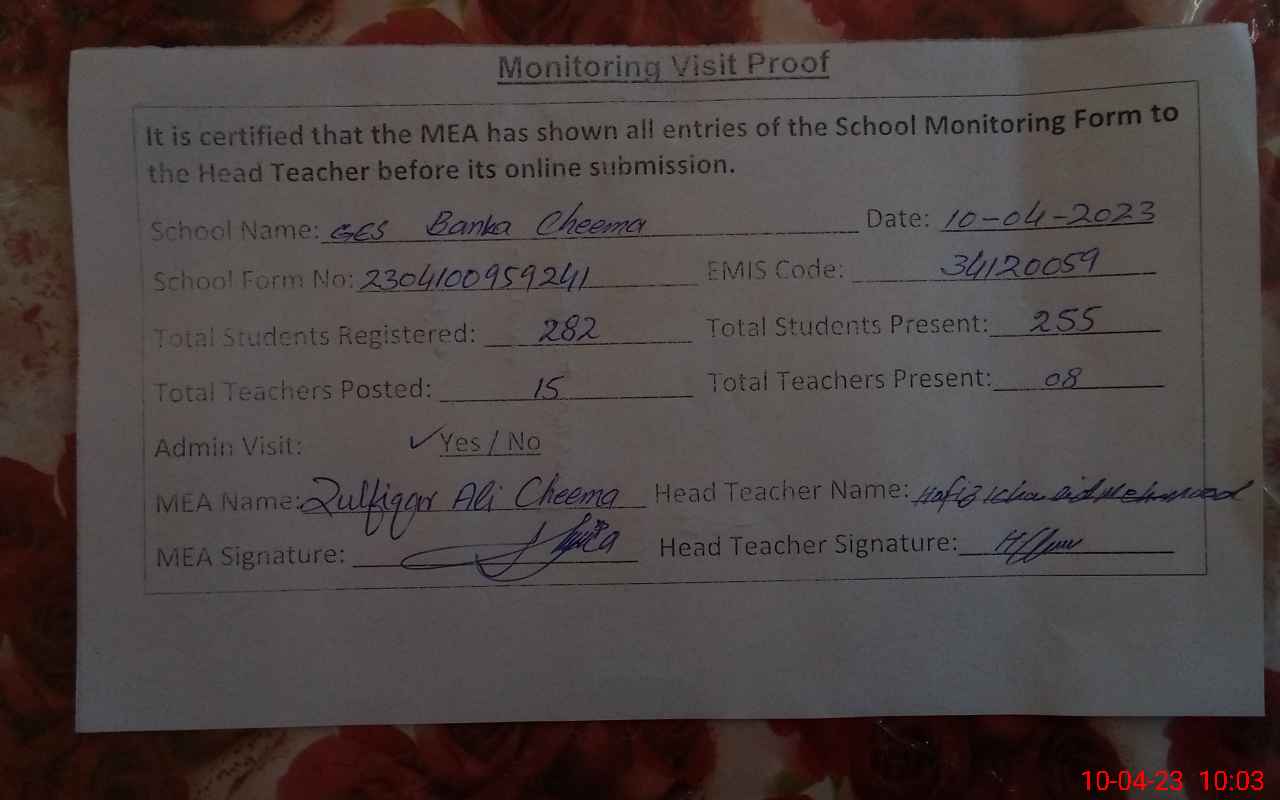 Monitoring Visit Proof
It is certified that the MEA has shown all entries of the School Monitoring Form to
the Head Teacher before its online submission.
School Name: GES Banka Cheema Date: 10-04-2023
School Form No: 2304100959241 EMIS Code: 34120059
Total Students Registered: 282 Total Students Present: 255
Total Teachers Posted: 15 Total Teachers Present: 08
Admin Visit: ✓Yes / No
MEA Name: Zulfiqar Ali Cheema Head Teacher Name: Hafiz Mehmood
MEA Signature: Head Teacher Signature:
10-04-23 10:03